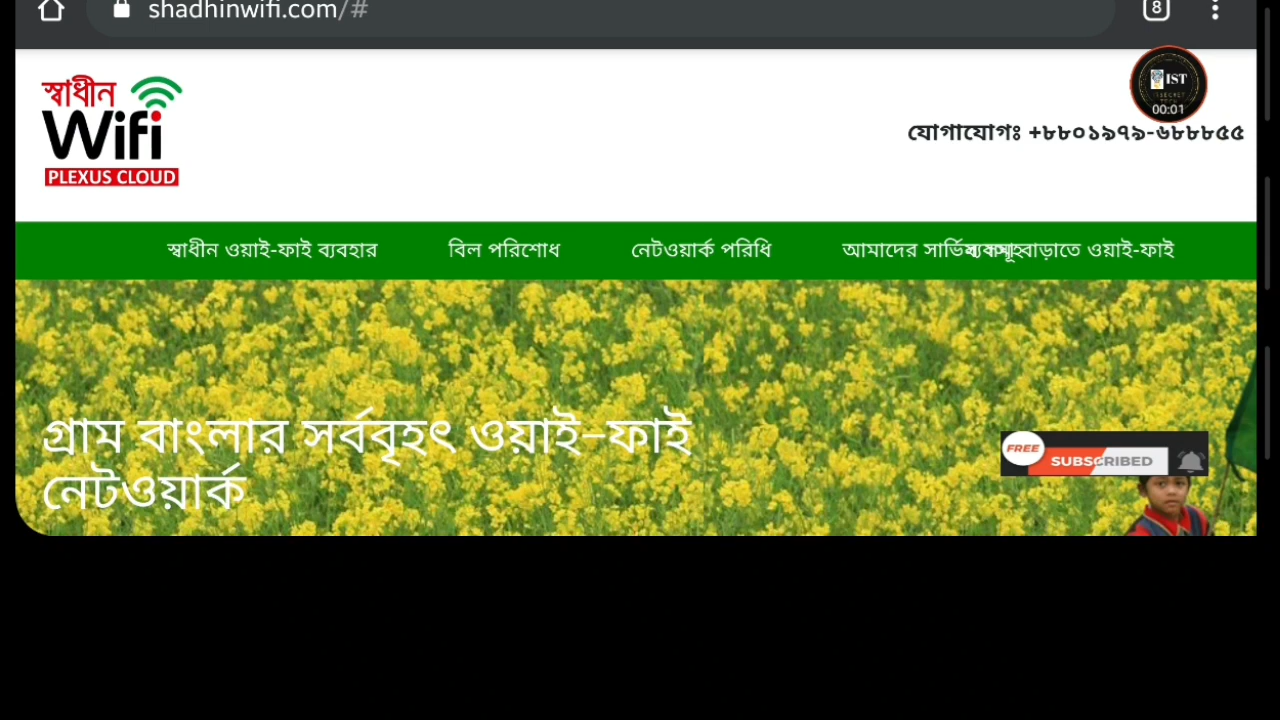 shadhinwifi.com/#
8
স্বাধীন
Wifi
PLEXUS CLOUD
IST
00:01
যোগাযোগঃ +৮৮০১৯৭৯-৬৮৮৮৫৫
স্বাধীন ওয়াই-ফাই ব্যবহার
বিল পরিশোধ
নেটওয়ার্ক পরিধি
আমাদের সার্ভিস
বাড়াতে ওয়াই-ফাই
গ্রাম বাংলার সর্ববৃহৎ ওয়াই-ফাই
নেটওয়ার্ক
FREE
SUBSCRIBED